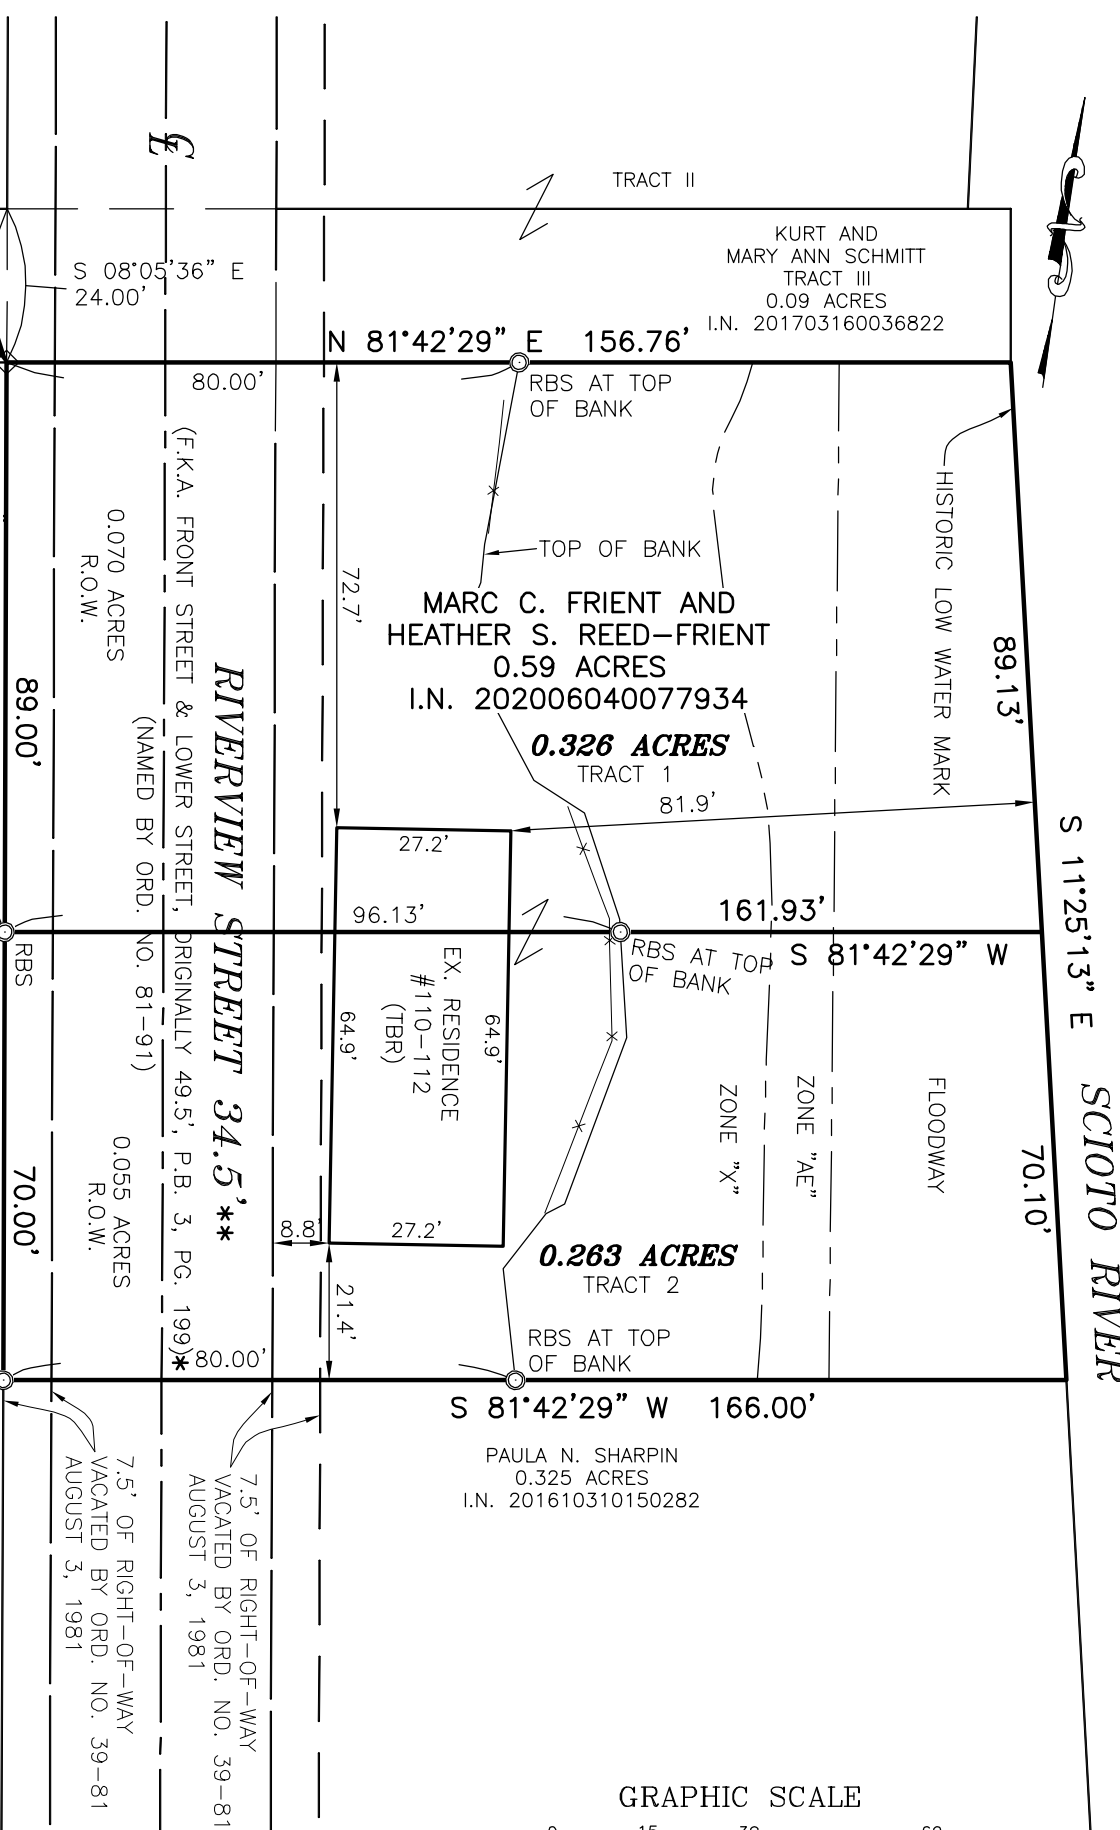 TRACT II
KURT AND
MARY ANN SCHMITT
TRACT III
0.09 ACRES
I.N. 201703160036822
S 08°05'36" E
24.00'
N 81°42'29" E 156.76'
80.00'
RBS AT TOP
OF BANK
TOP OF BANK
HISTORIC LOW WATER MARK
89.13'
72.7'
MARC C. FRIENT AND
HEATHER S. REED-FRIENT
0.59 ACRES
I.N. 202006040077934
0.326 ACRES
TRACT 1
81.9'
0.070 ACRES
R.O.W.
89.00'
(F.K.A. FRONT STREET & LOWER STREET, ORIGINALLY 49.5', P.B. 3, PG. 199)*
(NAMED BY ORD. NO. 81-91)
RIVERVIEW STREET 34.5'**
27.2'
96.13'
161.93'
S 81°42'29" W
RBS
RBS AT TOP
OF BANK
S 11°25'13" E
EX. RESIDENCE
#110-112
(TBR)
64.9'
64.9'
27.2'
ZONE "X"
ZONE "AE"
FLOODWAY
SCIOTO RIVER
70.10'
0.055 ACRES
R.O.W.
70.00'
8.8'
21.4'
0.263 ACRES
TRACT 2
80.00'
RBS AT TOP
OF BANK
S 81°42'29" W 166.00'
PAULA N. SHARPIN
0.325 ACRES
I.N. 201610310150282
7.5' OF RIGHT-OF-WAY
VACATED BY ORD. NO. 39-81
AUGUST 3, 1981
7.5' OF RIGHT-OF-WAY
VACATED BY ORD. NO. 39-81
AUGUST 3, 1981
GRAPHIC SCALE
0 15 30 60